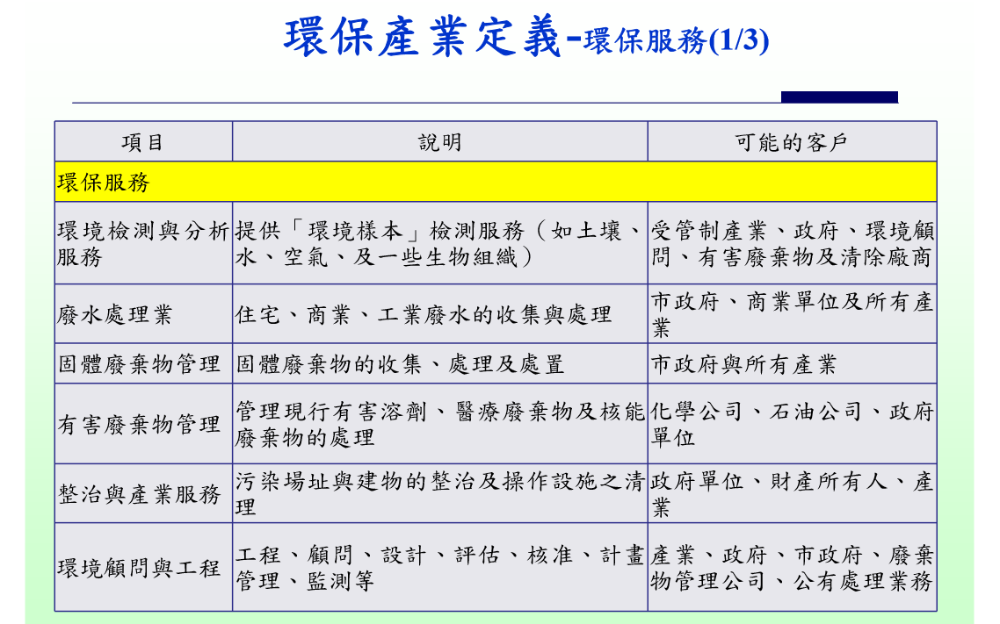 環保產業定義-環保服務(1/3)
項目 說明 可能的客戶
環保服務
環境檢測與分析
服務
提供「環境樣本」檢測服務（如土壤、
水、空氣、及一些生物組織）
受管制產業、政府、環境顧
問、有害廢棄物及清除廠商
廢水處理業
住宅、商業、工業廢水的收集與處理
市政府、商業單位及所有產
業
固體廢棄物管理
固體廢棄物的收集、處理及處置
市政府與所有產業
有害廢棄物管理
管理現行有害溶劑、醫療廢棄物及核能
廢棄物的處理
化學公司、石油公司、政府
單位
整治與產業服務
污染場址與建物的整治及操作設施之清
理
政府單位、財產所有人、產
業
環境顧問與工程
工程、顧問、設計、評估、核准、計畫
管理、監測等
產業、政府、市政府、廢棄
物管理公司、公有處理業務